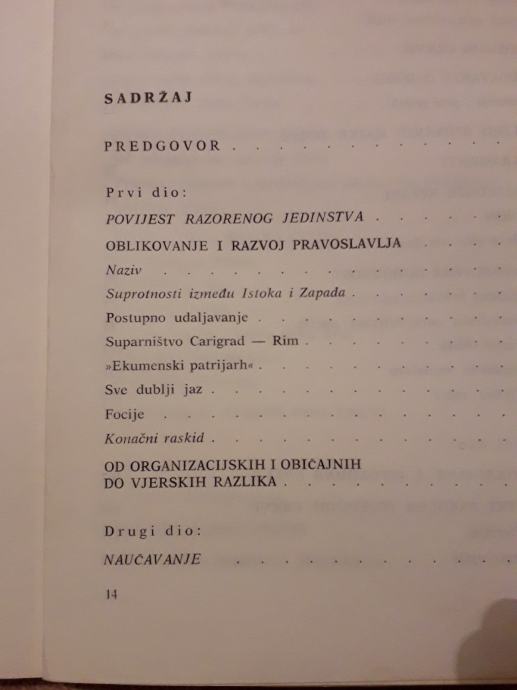 SADRŽAJ
PREDGOVOR . . . . . . . . . .
Prvi dio:
POVIJEST RAZORENOG JEDINSTVA . . . . . .
OBLIKOVANJE I RAZVOJ PRAVOSLAVLJA . . . .
Naziv . . . . . . . . . . . .
Suprotnosti između Istoka i Zapada . . . . . .
Postupno udaljavanje . . . . . . . . .
Suparništvo Carigrad — Rim . . . . . . .
»Ekumenski patrijarh« . . . . . . . . .
Sve dublji jaz . . . . . . . . . .
Focije . . . . . . . . . . . .
Konačni raskid . . . . . . . . . .
OD ORGANIZACIJSKIH I OBIČAJNIH
DO VJERSKIH RAZLIKA . . . . . . . .
Drugi dio:
NAUČAVANJE . . . . . . . . .
14